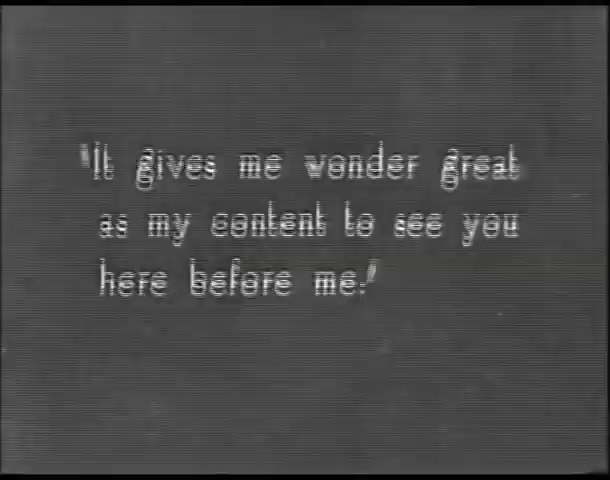 "It gives me wonder great
as my content to see you
here before me."